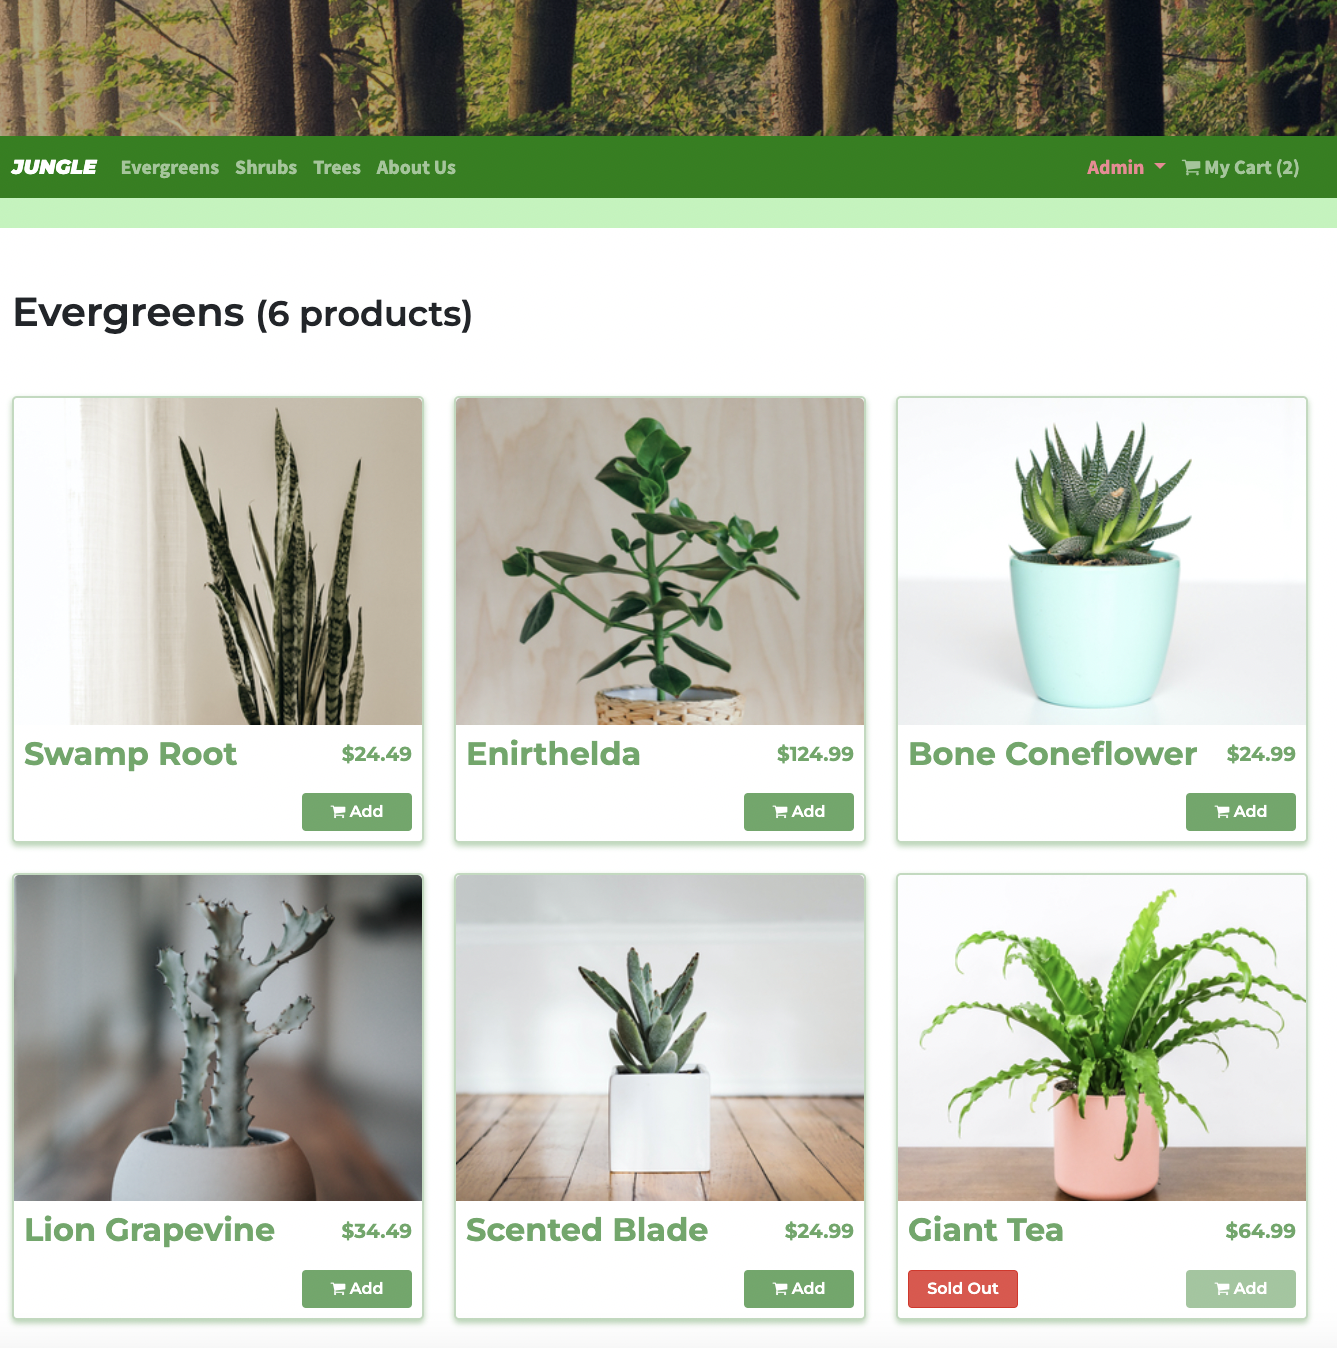 JUNGLE Evergreens Shrubs Trees About Us Admin My Cart (2)
Evergreens (6 products)
Swamp Root $24.49
Add
Enirthelda $124.99
Add
Bone Coneflower $24.99
Add
Lion Grapevine $34.49
Add
Scented Blade $24.99
Add
Giant Tea $64.99
Sold Out Add